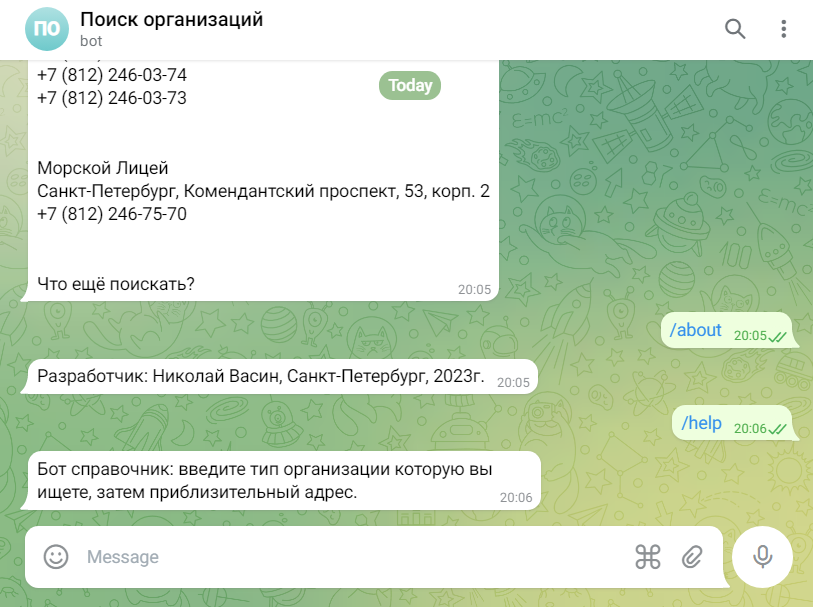 ПО
Поиск организаций
bot
+7 (812) 246-03-74
+7 (812) 246-03-73
Today
Морской Лицей
Санкт-Петербург, Комендантский проспект, 53, корп. 2
+7 (812) 246-75-70
Что ещё поискать?
20:05
/about 20:05
Разработчик: Николай Васин, Санкт-Петербург, 2023г. 20:05
/help 20:06
Бот справочник: введите тип организации которую вы
ищете, затем приблизительный адрес. 20:06
Message